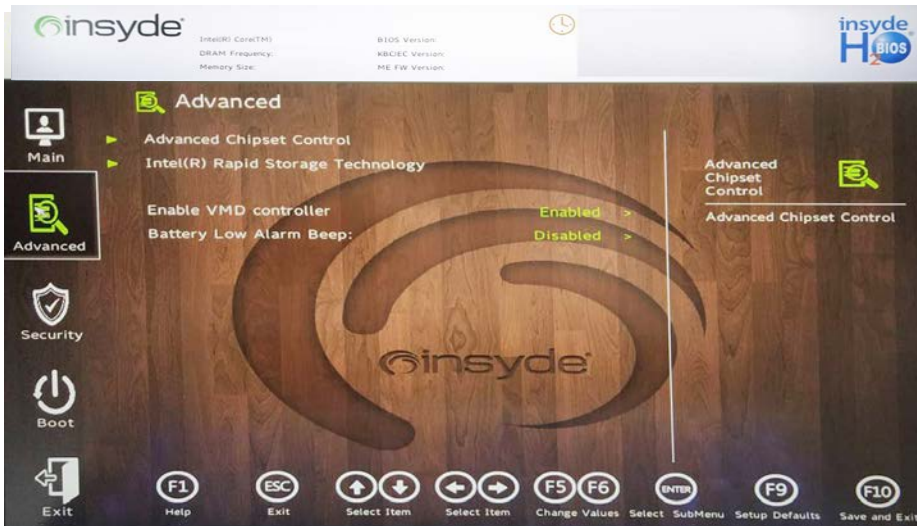 insyde
Intel(R) Core(TM)
DRAM Frequency:
Memory Size:
BIOS Version:
KBC/EC Version:
ME FW Version:
insyde
H2O
BIOS
Advanced
Main
Advanced
Security
Boot
Exit
Advanced Chipset Control
Intel(R) Rapid Storage Technology
Enable VMD controller Enabled >
Battery Low Alarm Beep: Disabled >
insyde
Advanced
Chipset
Control
Advanced Chipset Control
F1 ESC F5 F6 ENTER F9 F10
Help Exit Select Item Select Item Change Values Select SubMenu Setup Defaults Save and Exit